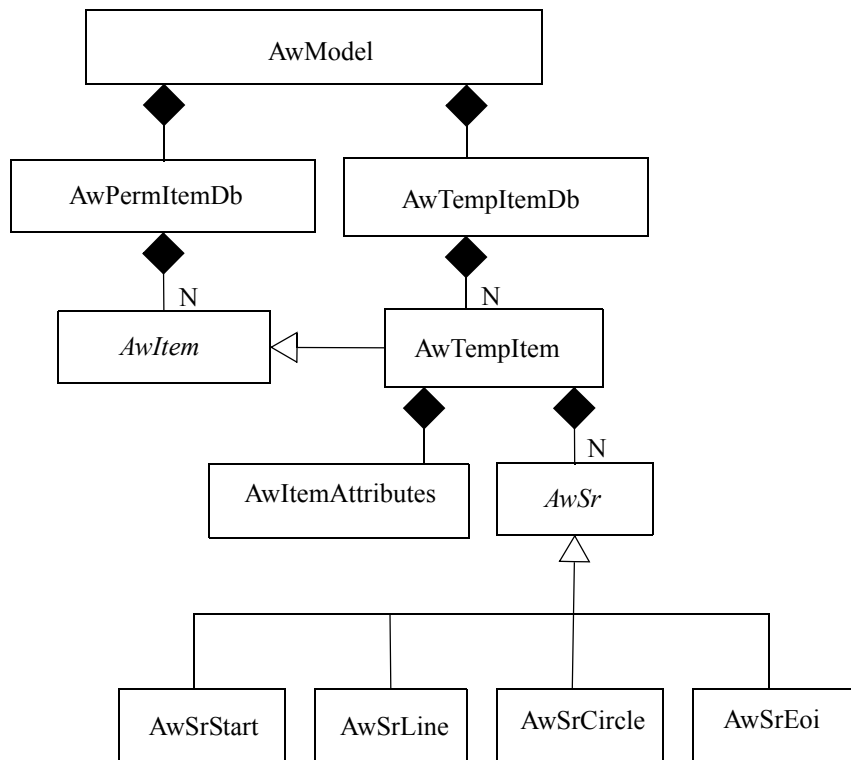 AwModel
AwPermItemDb
AwTempItemDb
N
N
AwItem
AwTempItem
N
AwItemAttributes
AwSr
AwSrStart
AwSrLine
AwSrCircle
AwSrEoi